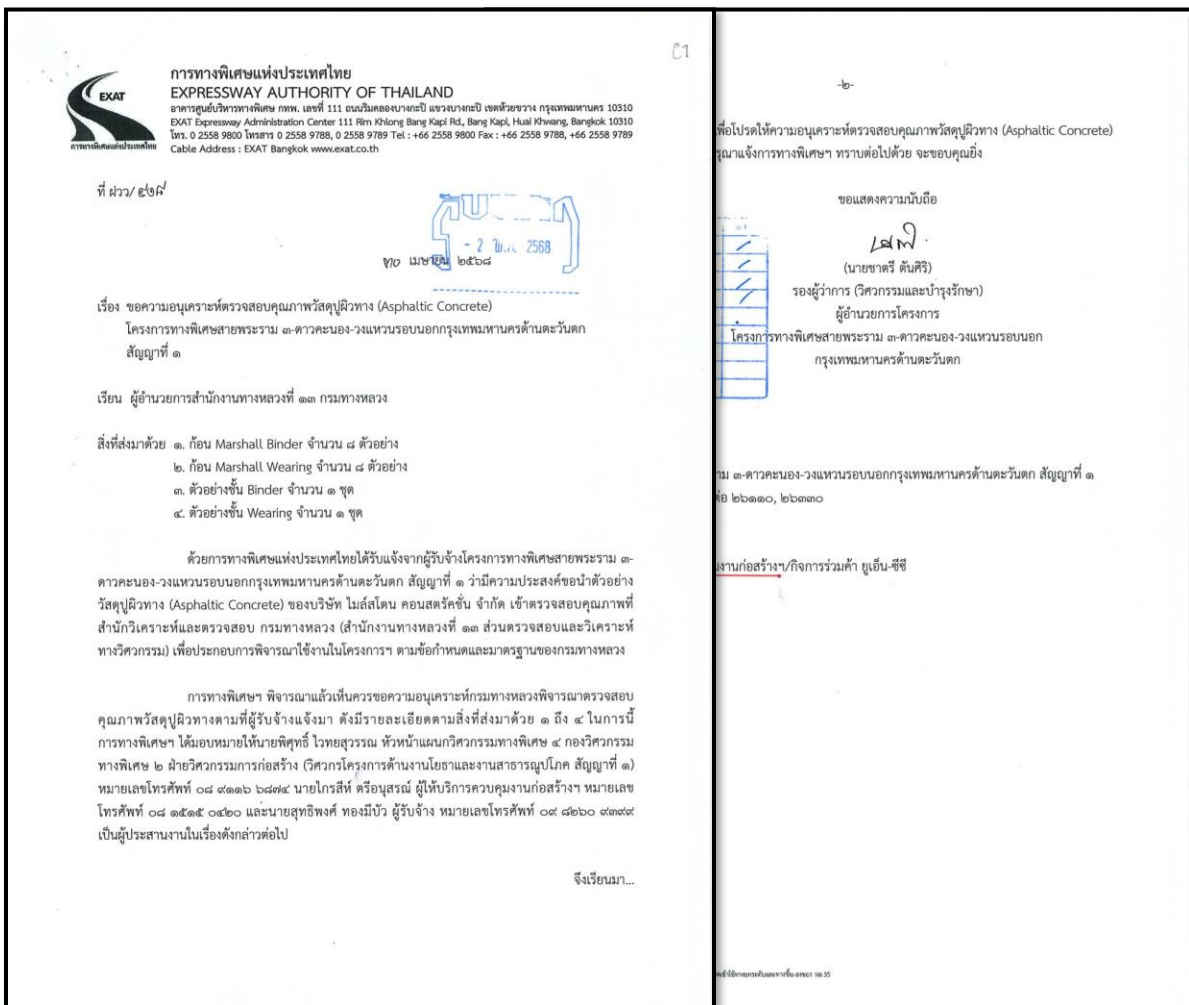 C1
EXAT
การทางพิเศษแห่งประเทศไทย
การทางพิเศษแห่งประเทศไทย
EXPRESSWAY AUTHORITY OF THAILAND
อาคารศูนย์บริหารทางพิเศษ กทพ. เลขที่ 111 ถนนริมคลองบางกะปิ แขวงบางกะปิ เขตห้วยขวาง กรุงเทพมหานคร 10310
EXAT Expressway Administration Center 111 Rim Khlong Bang Kapi Rd., Bang Kapi, Huai Khwang, Bangkok 10310
โทร. 0 2558 9800 โทรสาร 0 2558 9788, 0 2558 9789 Tel : +66 2558 9800 Fax : +66 2558 9788, +66 2558 9789
Cable Address : EXAT Bangkok www.exat.co.th
ที่ ฝวว/
- 2 พ.ค. 2568
๓๐ เมษายน ๒๕๖๘
เรื่อง ขอความอนุเคราะห์ตรวจสอบคุณภาพวัสดุปูผิวทาง (Asphaltic Concrete)
โครงการทางพิเศษสายพระราม ๓-ดาวคะนอง-วงแหวนรอบนอกกรุงเทพมหานครด้านตะวันตก
สัญญาที่ ๑
เรียน ผู้อำนวยการสำนักงานทางหลวงที่ ๑๓ กรมทางหลวง
สิ่งที่ส่งมาด้วย ๑. ก้อน Marshall Binder จำนวน ๘ ตัวอย่าง
๒. ก้อน Marshall Wearing จำนวน ๘ ตัวอย่าง
๓. ตัวอย่างชั้น Binder จำนวน ๑ ชุด
๔. ตัวอย่างชั้น Wearing จำนวน ๑ ชุด
ด้วยการทางพิเศษแห่งประเทศไทยได้รับแจ้งจากผู้รับจ้างโครงการทางพิเศษสายพระราม ๓-
ดาวคะนอง-วงแหวนรอบนอกกรุงเทพมหานครด้านตะวันตก สัญญาที่ ๑ ว่ามีความประสงค์ขอนำตัวอย่าง
วัสดุปูผิวทาง (Asphaltic Concrete) ของบริษัท ไมล์สโตน คอนสตรัคชั่น จำกัด เข้าตรวจสอบคุณภาพที่
สำนักวิเคราะห์และตรวจสอบ กรมทางหลวง (สำนักงานทางหลวงที่ ๑๓ ส่วนตรวจสอบและวิเคราะห์
ทางวิศวกรรม) เพื่อประกอบการพิจารณาใช้งานในโครงการฯ ตามข้อกำหนดและมาตรฐานของกรมทางหลวง
การทางพิเศษฯ พิจารณาแล้วเห็นควรขอความอนุเคราะห์กรมทางหลวงพิจารณาตรวจสอบ
คุณภาพวัสดุปูผิวทางตามที่ผู้รับจ้างแจ้งมา ดังมีรายละเอียดตามสิ่งที่ส่งมาด้วย ๑ ถึง ๔ ในการนี้
การทางพิเศษฯ ได้มอบหมายให้นายพิศุทธิ์ ไวทยสุวรรณ หัวหน้าแผนกวิศวกรรมทางพิเศษ ๔ กองวิศวกรรม
ทางพิเศษ ๒ ฝ่ายวิศวกรรมการก่อสร้าง (วิศวกรโครงการด้านงานโยธาและงานสาธารณูปโภค สัญญาที่ ๑)
หมายเลขโทรศัพท์ ๐๘ ๙๑๑๖ ๖๘๗๔ นายไกรสีห์ ตรีอนุสรณ์ ผู้ให้บริการควบคุมงานก่อสร้างฯ หมายเลข
โทรศัพท์ ๐๘ ๑๕๑๕ ๐๔๒๐ และนายสุทธิพงศ์ ทองมีบัว ผู้รับจ้าง หมายเลขโทรศัพท์ ๐๙ ๘๒๖๐ ๙๓๙๙
เป็นผู้ประสานงานในเรื่องดังกล่าวต่อไป
จึงเรียนมา...
-๒-
เพื่อโปรดให้ความอนุเคราะห์ตรวจสอบคุณภาพวัสดุปูผิวทาง (Asphaltic Concrete)
รุณาแจ้งการทางพิเศษฯ ทราบต่อไปด้วย จะขอบคุณยิ่ง
ขอแสดงความนับถือ
(นายชาตรี ตันศิริ)
รองผู้ว่าการ (วิศวกรรมและบำรุงรักษา)
ผู้อำนวยการโครงการ
โครงการทางพิเศษสายพระราม ๓-ดาวคะนอง-วงแหวนรอบนอก
กรุงเทพมหานครด้านตะวันตก
าม ๓-ดาวคะนอง-วงแหวนรอบนอกกรุงเทพมหานครด้านตะวันตก สัญญาที่ ๑
ต่อ ๒๖๑๑๐, ๒๖๓๓๐
มงานก่อสร้างฯ/กิจการร่วมค้า ยูเอ็น-ซีซี